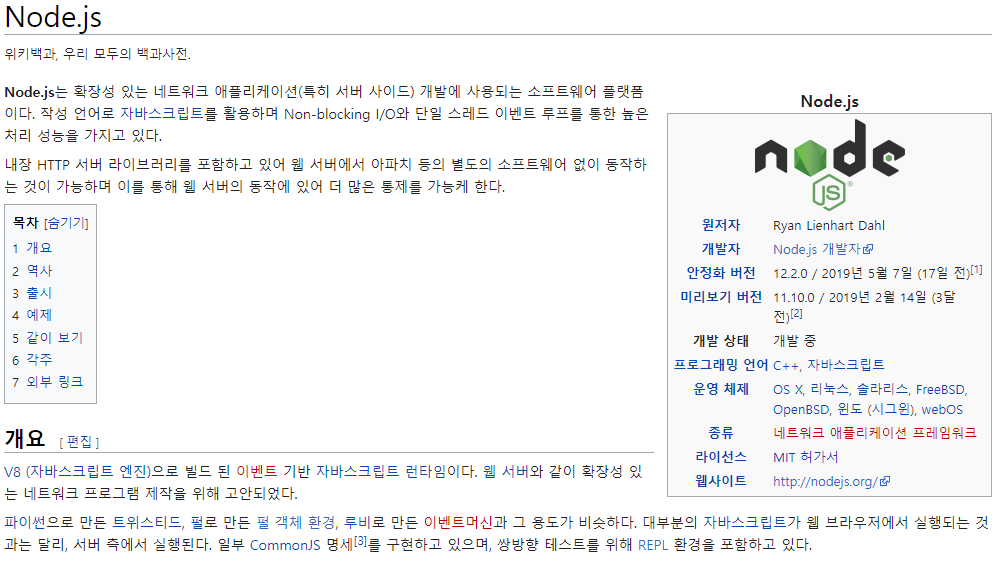 Node.js
위키백과, 우리 모두의 백과사전.
Node.js는 확장성 있는 네트워크 애플리케이션(특히 서버 사이드) 개발에 사용되는 소프트웨어 플랫폼
이다. 작성 언어로 자바스크립트를 활용하며 Non-blocking I/O와 단일 스레드 이벤트 루프를 통한 높은
처리 성능을 가지고 있다.
내장 HTTP 서버 라이브러리를 포함하고 있어 웹 서버에서 아파치 등의 별도의 소프트웨어 없이 동작하
는 것이 가능하며 이를 통해 웹 서버의 동작에 있어 더 많은 통제를 가능케 한다.
목차 [숨기기]
1 개요
2 역사
3 출시
4 예제
5 같이 보기
6 각주
7 외부 링크
Node.js
node
JS®
원저자 Ryan Lienhart Dahl
개발자 Node.js 개발자
안정화 버전 12.2.0 / 2019년 5월 7일 (17일 전)[1]
미리보기 버전 11.10.0 / 2019년 2월 14일 (3달
전)[2]
개발 상태 개발 중
프로그래밍 언어 C++, 자바스크립트
운영 체제 OS X, 리눅스, 솔라리스, FreeBSD,
OpenBSD, 윈도 (시그윈), webOS
종류 네트워크 애플리케이션 프레임워크
라이선스 MIT 허가서
웹사이트 http://nodejs.org/
개요 [ 편집 ]
V8 (자바스크립트 엔진)으로 빌드 된 이벤트 기반 자바스크립트 런타임이다. 웹 서버와 같이 확장성 있
는 네트워크 프로그램 제작을 위해 고안되었다.
파이썬으로 만든 트위스티드, 펄로 만든 펄 객체 환경, 루비로 만든 이벤트머신과 그 용도가 비슷하다. 대부분의 자바스크립트가 웹 브라우저에서 실행되는 것
과는 달리, 서버 측에서 실행된다. 일부 CommonJS 명세[3]를 구현하고 있으며, 쌍방향 테스트를 위해 REPL 환경을 포함하고 있다.